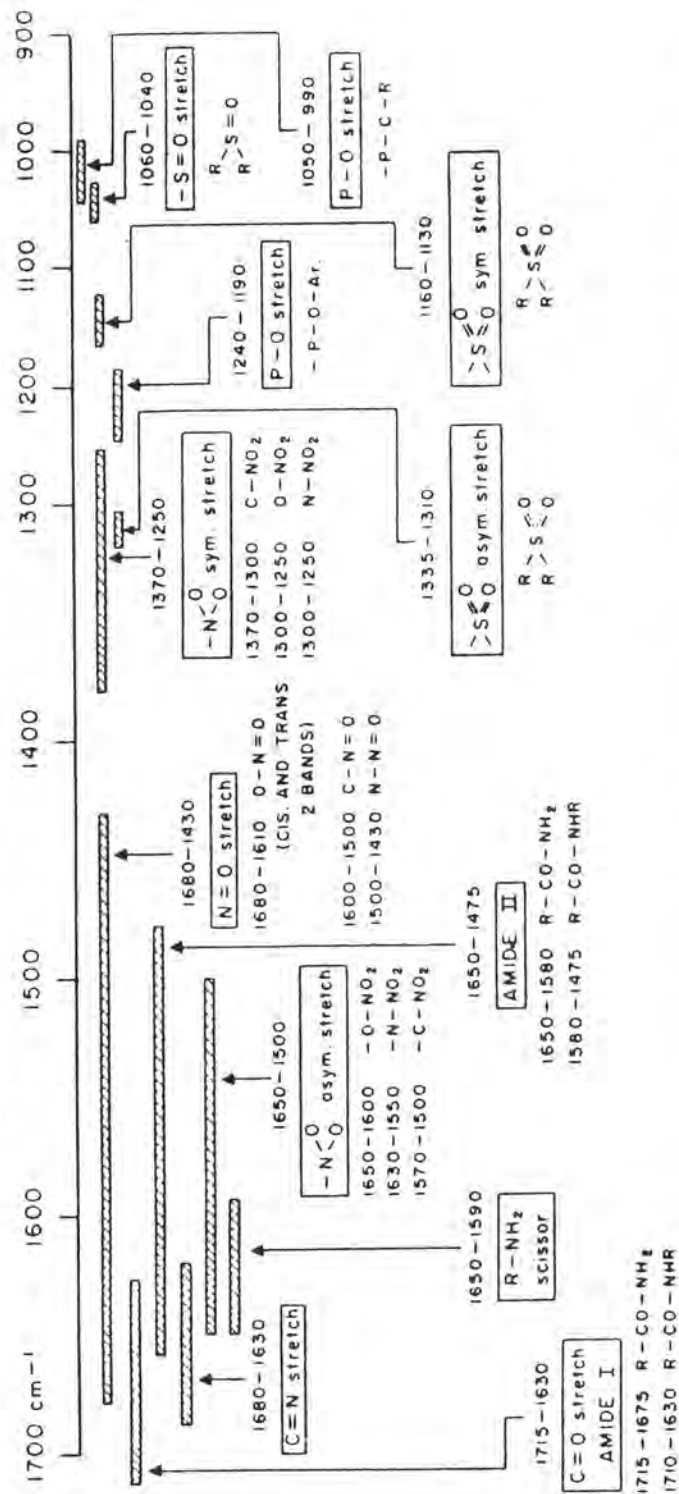 1700 cm⁻¹ 1600 1500 1400 1300 1200 1100 1000 900
1715–1630
C=O stretch
AMIDE I
1715–1675 R–CO–NH₂
1710–1630 R–CO–NHR
1680–1630
C=N stretch
1650–1590
R–NH₂
scissor
1650–1500
–N<O O asym. stretch
1650–1600 –O–NO₂
1630–1550 –N–NO₂
1570–1500 –C–NO₂
1650–1475
AMIDE II
1650–1580 R–CO–NH₂
1580–1475 R–CO–NHR
1680–1430
N=O stretch
1680–1610 O–N=O
(CIS. AND TRANS
2 BANDS)
1600–1500 C–N=O
1500–1430 N–N=O
1370–1250
–N<O O sym. stretch
1370–1300 C–NO₂
1300–1250 O–NO₂
1300–1250 N–NO₂
1335–1310
>S=O =O asym. stretch
R R >S=O =O
1240–1190
P–O stretch
–P–O–Ar.
1160–1130
>S=O =O sym. stretch
R R >S=O =O
1060–1040
–S=O stretch
R R >S=O
1050–990
P–O stretch
–P–C–R